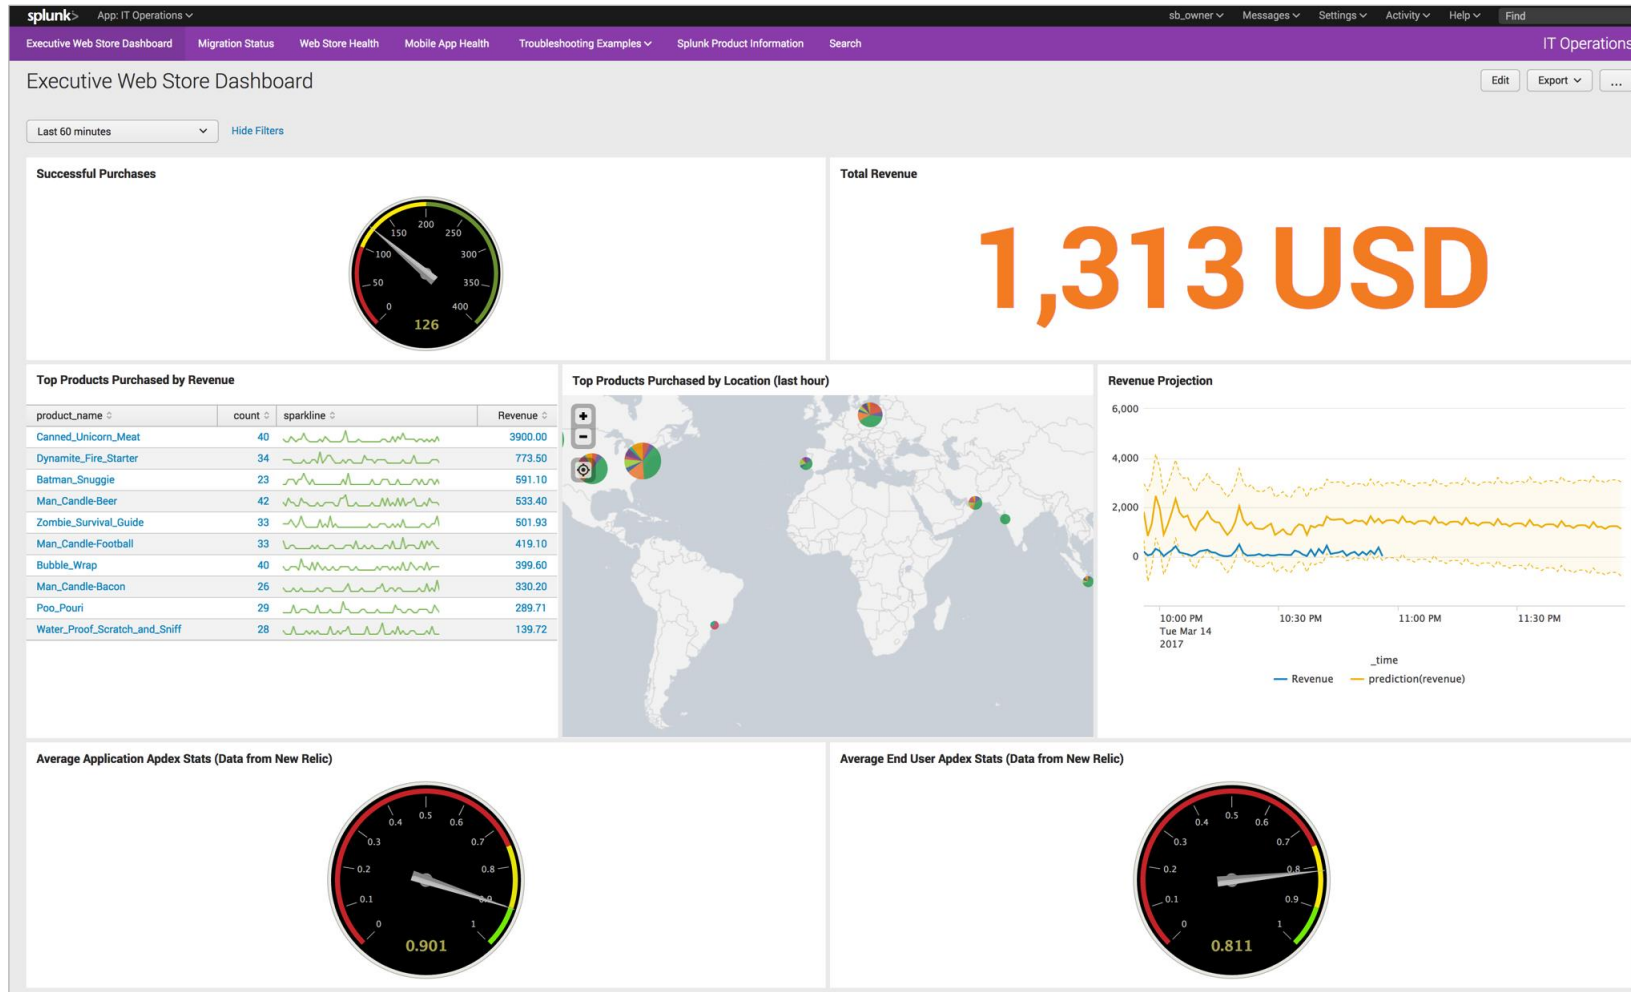 splunk> App: IT Operations sb_owner Messages Settings Activity Help Find
Executive Web Store Dashboard Migration Status Web Store Health Mobile App Health Troubleshooting Examples Splunk Product Information Search IT Operations
Executive Web Store Dashboard Edit Export ...
Last 60 minutes Hide Filters
Successful Purchases
0
50
100
150
200
250
300
350
400
126
Total Revenue
1,313 USD
Top Products Purchased by Revenue
product_name count sparkline Revenue
Canned_Unicorn_Meat 40 3900.00
Dynamite_Fire_Starter 34 773.50
Batman_Snuggie 23 591.10
Man_Candle-Beer 42 533.40
Zombie_Survival_Guide 33 501.93
Man_Candle-Football 33 419.10
Bubble_Wrap 40 399.60
Man_Candle-Bacon 26 330.20
Poo_Pouri 29 289.71
Water_Proof_Scratch_and_Sniff 28 139.72
Top Products Purchased by Location (last hour)
+
-
Revenue Projection
6,000
4,000
2,000
0
10:00 PM 10:30 PM 11:00 PM 11:30 PM
Tue Mar 14
2017
_time
Revenue prediction(revenue)
Average Application Apdex Stats (Data from New Relic)
0
0.1
0.2
0.3
0.4
0.5
0.6
0.7
0.8
0.9
1
0.901
Average End User Apdex Stats (Data from New Relic)
0
0.1
0.2
0.3
0.4
0.5
0.6
0.7
0.8
0.9
1
0.811